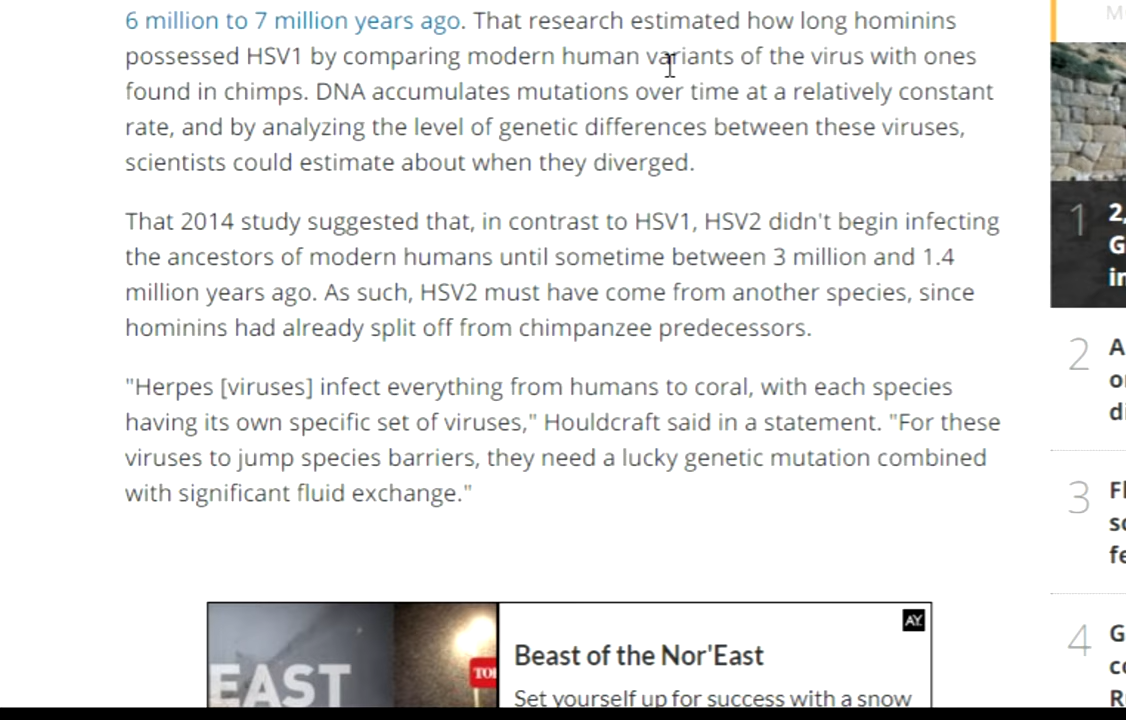 6 million to 7 million years ago. That research estimated how long hominins
possessed HSV1 by comparing modern human variants of the virus with ones
found in chimps. DNA accumulates mutations over time at a relatively constant
rate, and by analyzing the level of genetic differences between these viruses,
scientists could estimate about when they diverged.
That 2014 study suggested that, in contrast to HSV1, HSV2 didn't begin infecting
the ancestors of modern humans until sometime between 3 million and 1.4
million years ago. As such, HSV2 must have come from another species, since
hominins had already split off from chimpanzee predecessors.
"Herpes [viruses] infect everything from humans to coral, with each species
having its own specific set of viruses," Houldcraft said in a statement. "For these
viruses to jump species barriers, they need a lucky genetic mutation combined
with significant fluid exchange."
EAST
AY
Beast of the Nor'East
Set yourself up for success with a snow
1
2
3
4